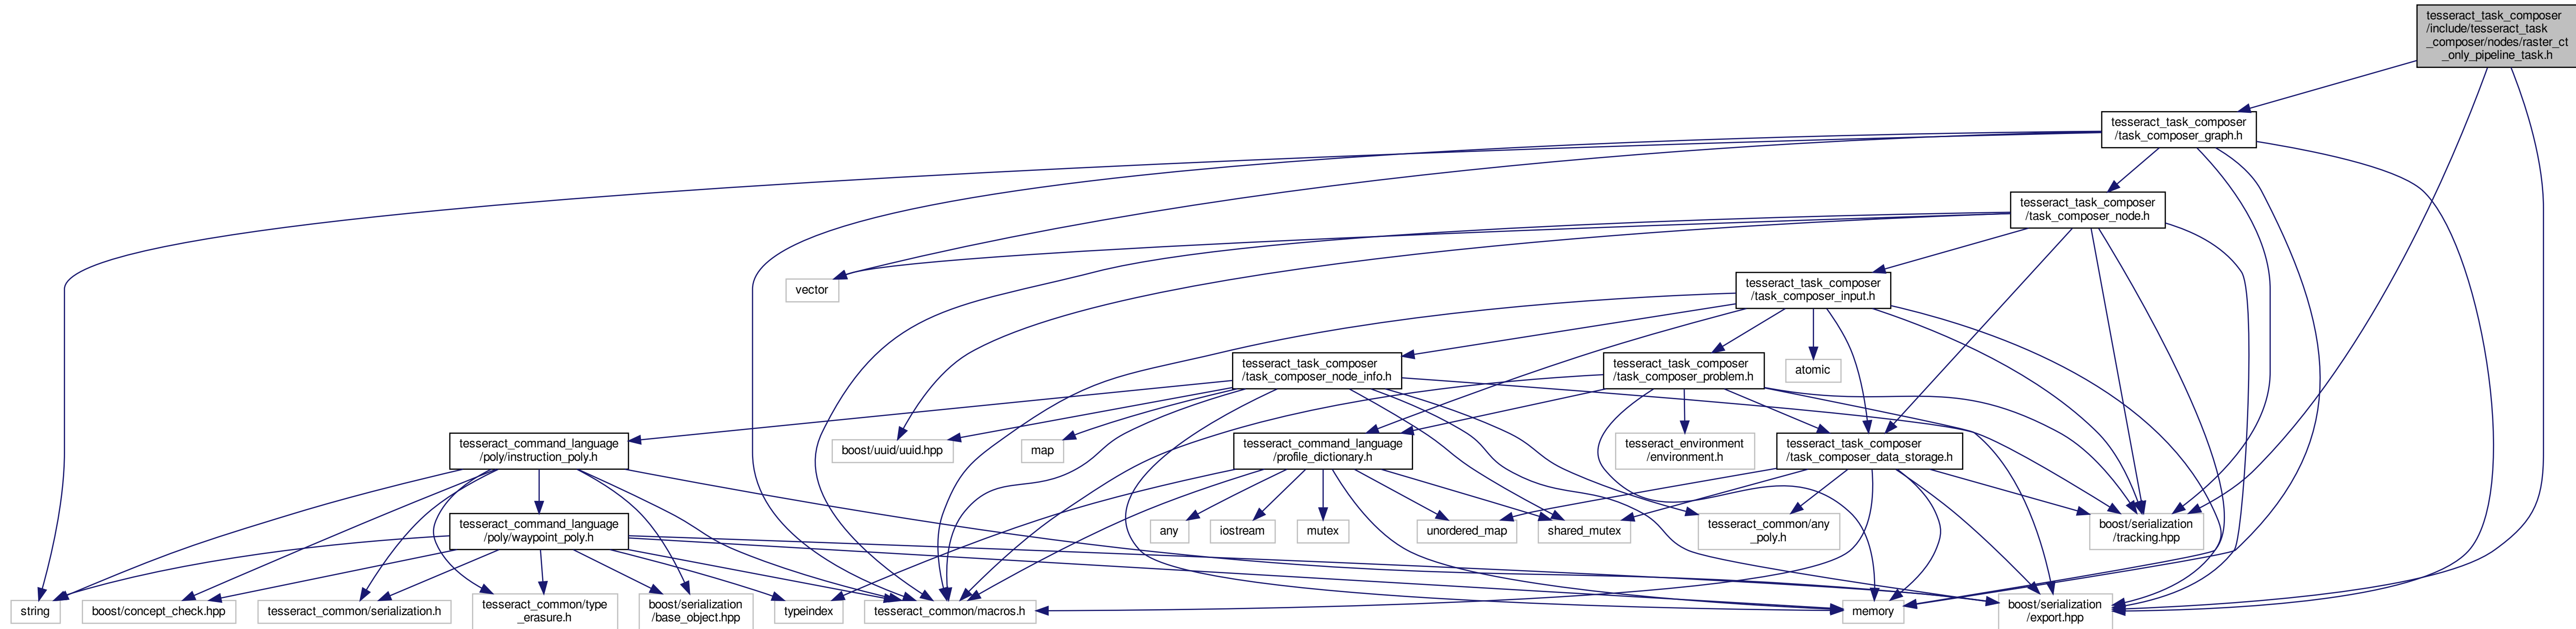 tesseract_task_composer
/include/tesseract_task
_composer/nodes/raster_ct
_only_pipeline_task.h
tesseract_task_composer
/task_composer_graph.h
tesseract_task_composer
/task_composer_node.h
vector
tesseract_task_composer
/task_composer_input.h
tesseract_task_composer
/task_composer_node_info.h
tesseract_task_composer
/task_composer_problem.h
atomic
tesseract_command_language
/poly/instruction_poly.h
boost/uuid/uuid.hpp
map
tesseract_command_language
/profile_dictionary.h
tesseract_environment
/environment.h
tesseract_task_composer
/task_composer_data_storage.h
tesseract_command_language
/poly/waypoint_poly.h
any
iostream
mutex
unordered_map
shared_mutex
tesseract_common/any
_poly.h
boost/serialization
/tracking.hpp
string
boost/concept_check.hpp
tesseract_common/serialization.h
tesseract_common/type
_erasure.h
boost/serialization
/base_object.hpp
typeindex
tesseract_common/macros.h
memory
boost/serialization
/export.hpp